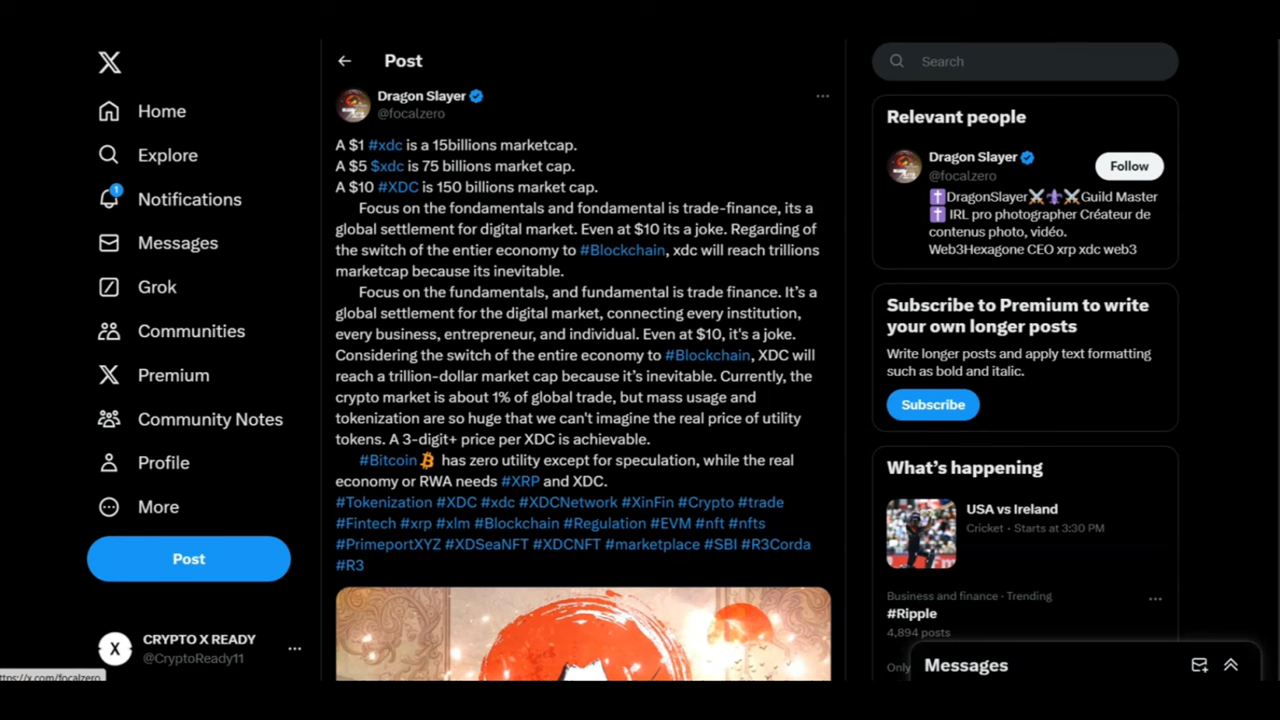 Home
Explore
1
Notifications
Messages
Grok
Communities
Premium
Community Notes
Profile
More
Post
X
CRYPTO X READY
@CryptoReady11
ttps://x.com/focalzero
Post
Dragon Slayer
@focalzero
A $1 #xdc is a 15billions marketcap.
A $5 $xdc is 75 billions market cap.
A $10 #XDC is 150 billions market cap.
Focus on the fondamentals and fondamental is trade-finance, its a
global settlement for digital market. Even at $10 its a joke. Regarding of
the switch of the entier economy to #Blockchain, xdc will reach trillions
marketcap because its inevitable.
Focus on the fundamentals, and fundamental is trade finance. It’s a
global settlement for the digital market, connecting every institution,
every business, entrepreneur, and individual. Even at $10, it's a joke.
Considering the switch of the entire economy to #Blockchain, XDC will
reach a trillion-dollar market cap because it’s inevitable. Currently, the
crypto market is about 1% of global trade, but mass usage and
tokenization are so huge that we can't imagine the real price of utility
tokens. A 3-digit+ price per XDC is achievable.
#Bitcoin has zero utility except for speculation, while the real
economy or RWA needs #XRP and XDC.
#Tokenization #XDC #xdc #XDCNetwork #XinFin #Crypto #trade
#Fintech #xrp #xlm #Blockchain #Regulation #EVM #nft #nfts
#PrimeportXYZ #XDSeaNFT #XDCNFT #marketplace #SBI #R3Corda
#R3
Search
Relevant people
Dragon Slayer
@focalzero
Follow
DragonSlayer Guild Master
IRL pro photographer Créateur de
contenus photo, vidéo.
Web3Hexagone CEO xrp xdc web3
Subscribe to Premium to write
your own longer posts
Write longer posts and apply text formatting
such as bold and italic.
Subscribe
What’s happening
USA vs Ireland
Cricket · Starts at 3:30 PM
Business and finance · Trending
#Ripple
4,894 posts
Only
Messages